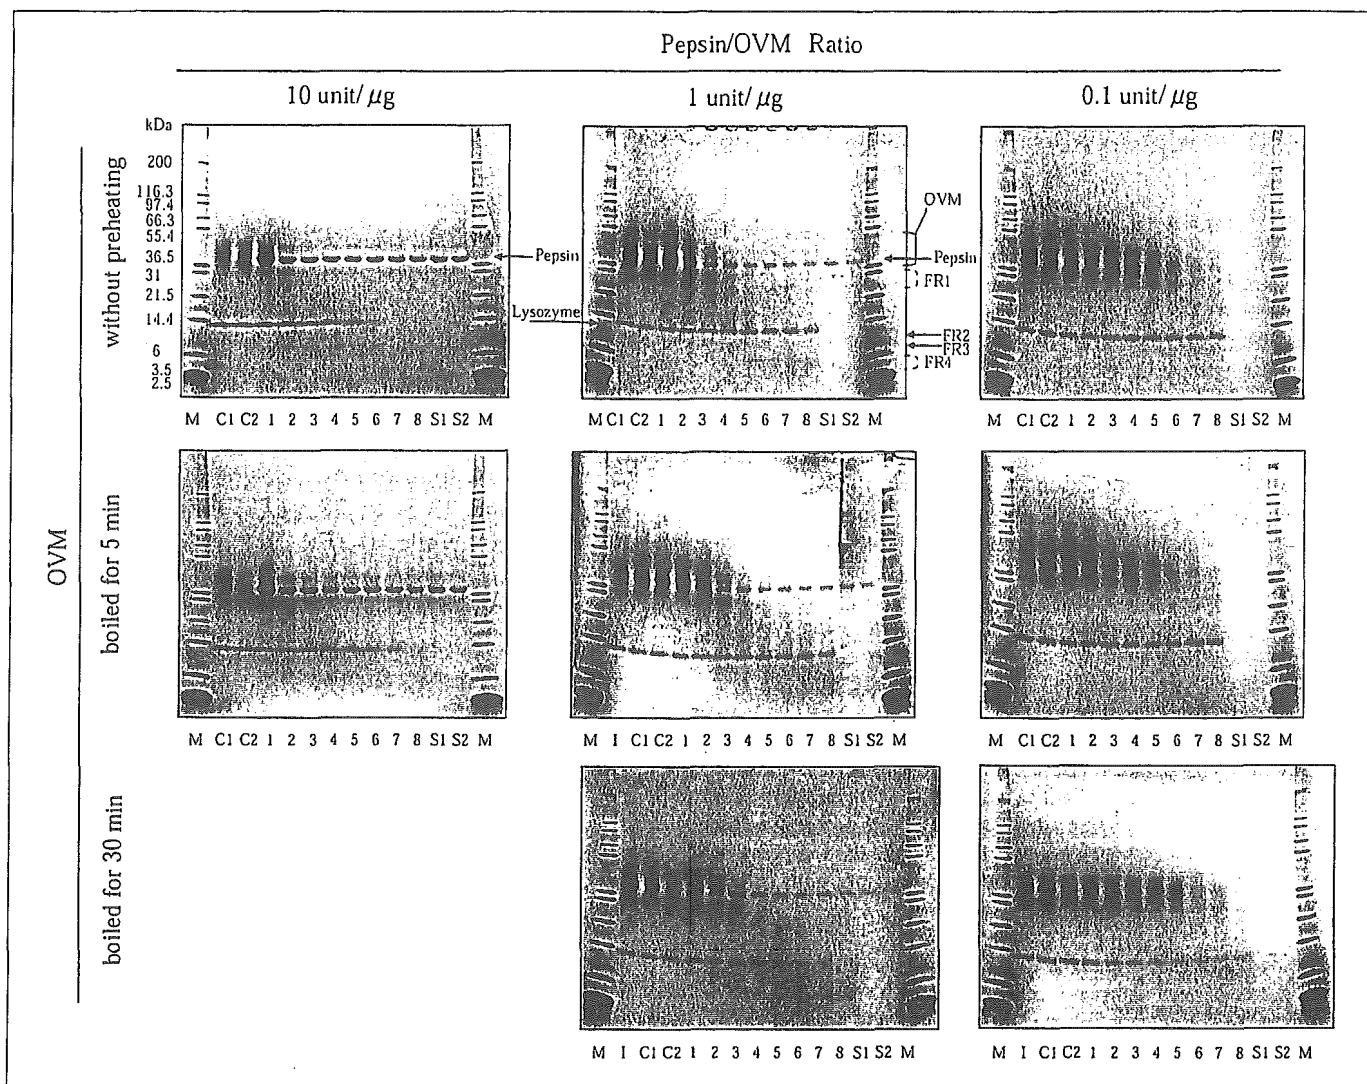 Pepsin/OVM Ratio
10 unit/ μg
1 unit/ μg
0.1 unit/ μg
OVM
without preheating
kDa
200
116.3
97.4
66.3
55.4
36.5
31
21.5
14.4
6
3.5
2.5
Pepsin
Lysozyme
OVM
Pepsin
FR1
FR2
FR3
FR4
M C1 C2 1 2 3 4 5 6 7 8 S1 S2 M
M C1 C2 1 2 3 4 5 6 7 8 S1 S2 M
M C1 C2 1 2 3 4 5 6 7 8 S1 S2 M
boiled for 5 min
M C1 C2 1 2 3 4 5 6 7 8 S1 S2 M
M I C1 C2 1 2 3 4 5 6 7 8 S1 S2 M
M C1 C2 1 2 3 4 5 6 7 8 S1 S2 M
boiled for 30 min
M I C1 C2 1 2 3 4 5 6 7 8 S1 S2 M
M I C1 C2 1 2 3 4 5 6 7 8 S1 S2 M